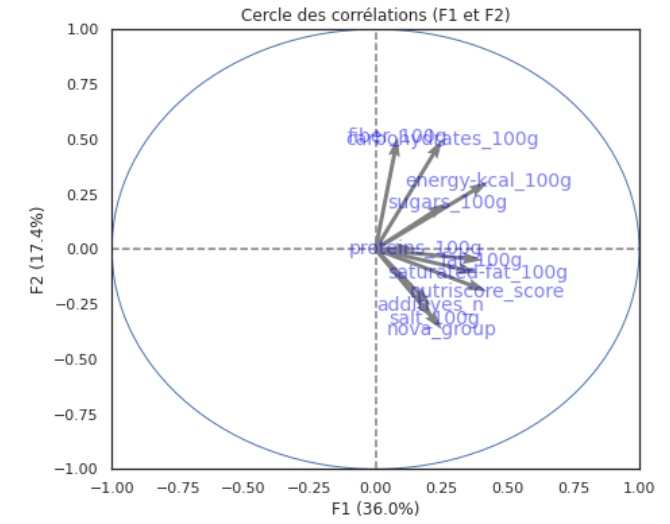 Cercle des corrélations (F1 et F2)
1.00
0.75
0.50
0.25
0.00
−0.25
−0.50
−0.75
−1.00
F2 (17.4%)
fiber_100g
carbohydrates_100g
energy-kcal_100g
sugars_100g
proteins_100g
fat_100g
saturated-fat_100g
nutriscore_score
additives_n
salt_100g
nova_group
−1.00 −0.75 −0.50 −0.25 0.00 0.25 0.50 0.75 1.00
F1 (36.0%)